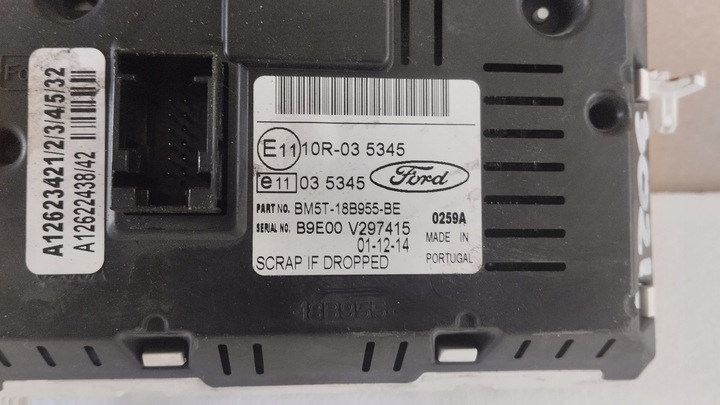 A12623421/2/3/4/5/32
A12622438/42
E11 10R-03 5345
e11 03 5345
Ford
PART NO. BM5T-18B955-BE
0259A
SERIAL NO. B9E00 V297415
01-12-14
MADE IN
PORTUGAL
SCRAP IF DROPPED
18B955